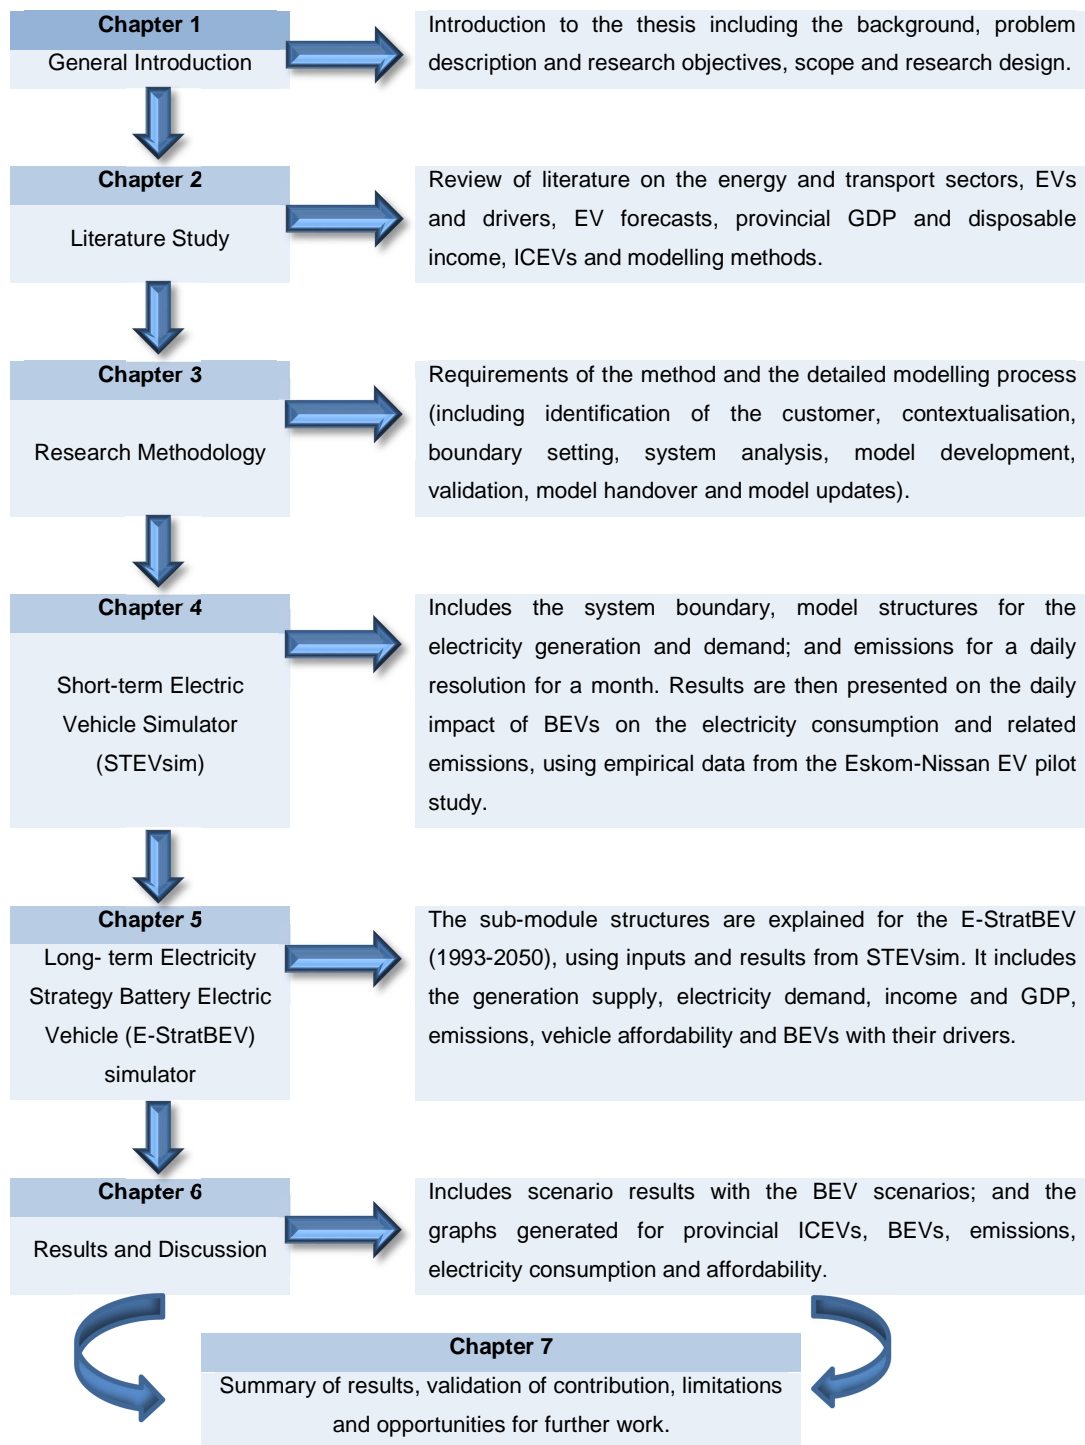 Chapter 1
General Introduction
Introduction to the thesis including the background, problem
description and research objectives, scope and research design.
Chapter 2
Literature Study
Review of literature on the energy and transport sectors, EVs
and drivers, EV forecasts, provincial GDP and disposable
income, ICEVs and modelling methods.
Chapter 3
Research Methodology
Requirements of the method and the detailed modelling process
(including identification of the customer, contextualisation,
boundary setting, system analysis, model development,
validation, model handover and model updates).
Chapter 4
Short-term Electric
Vehicle Simulator
(STEVsim)
Includes the system boundary, model structures for the
electricity generation and demand; and emissions for a daily
resolution for a month. Results are then presented on the daily
impact of BEVs on the electricity consumption and related
emissions, using empirical data from the Eskom-Nissan EV pilot
study.
Chapter 5
Long- term Electricity
Strategy Battery Electric
Vehicle (E-StratBEV)
simulator
The sub-module structures are explained for the E-StratBEV
(1993-2050), using inputs and results from STEVsim. It includes
the generation supply, electricity demand, income and GDP,
emissions, vehicle affordability and BEVs with their drivers.
Chapter 6
Results and Discussion
Includes scenario results with the BEV scenarios; and the
graphs generated for provincial ICEVs, BEVs, emissions,
electricity consumption and affordability.
Chapter 7
Summary of results, validation of contribution, limitations
and opportunities for further work.